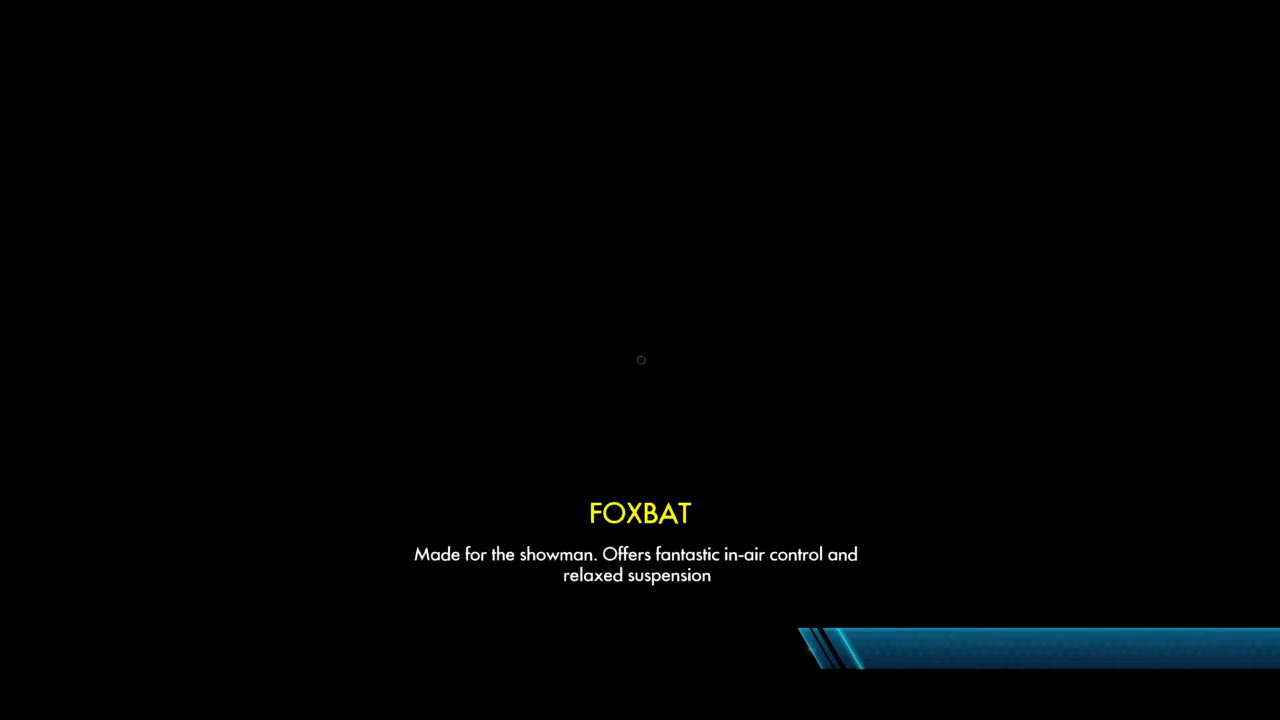 FOXBAT
Made for the showman. Offers fantastic in-air control and
relaxed suspension